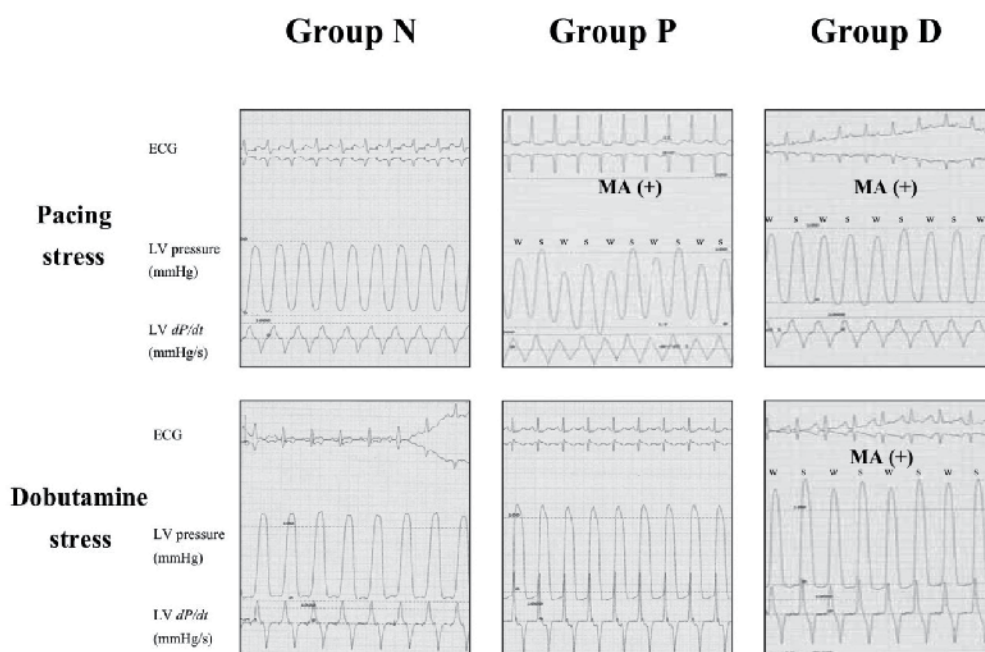 Group N Group P Group D
ECG
MA (+) MA (+)
Pacing
stress
LV pressure
(mmHg)
W S W S W S W S W S
W S W S W S W S
LV dP/dt
(mmHg/s)
ECG
MA (+)
Dobutamine
stress
W S W S W S W S
LV pressure
(mmHg)
LV dP/dt
(mmHg/s)